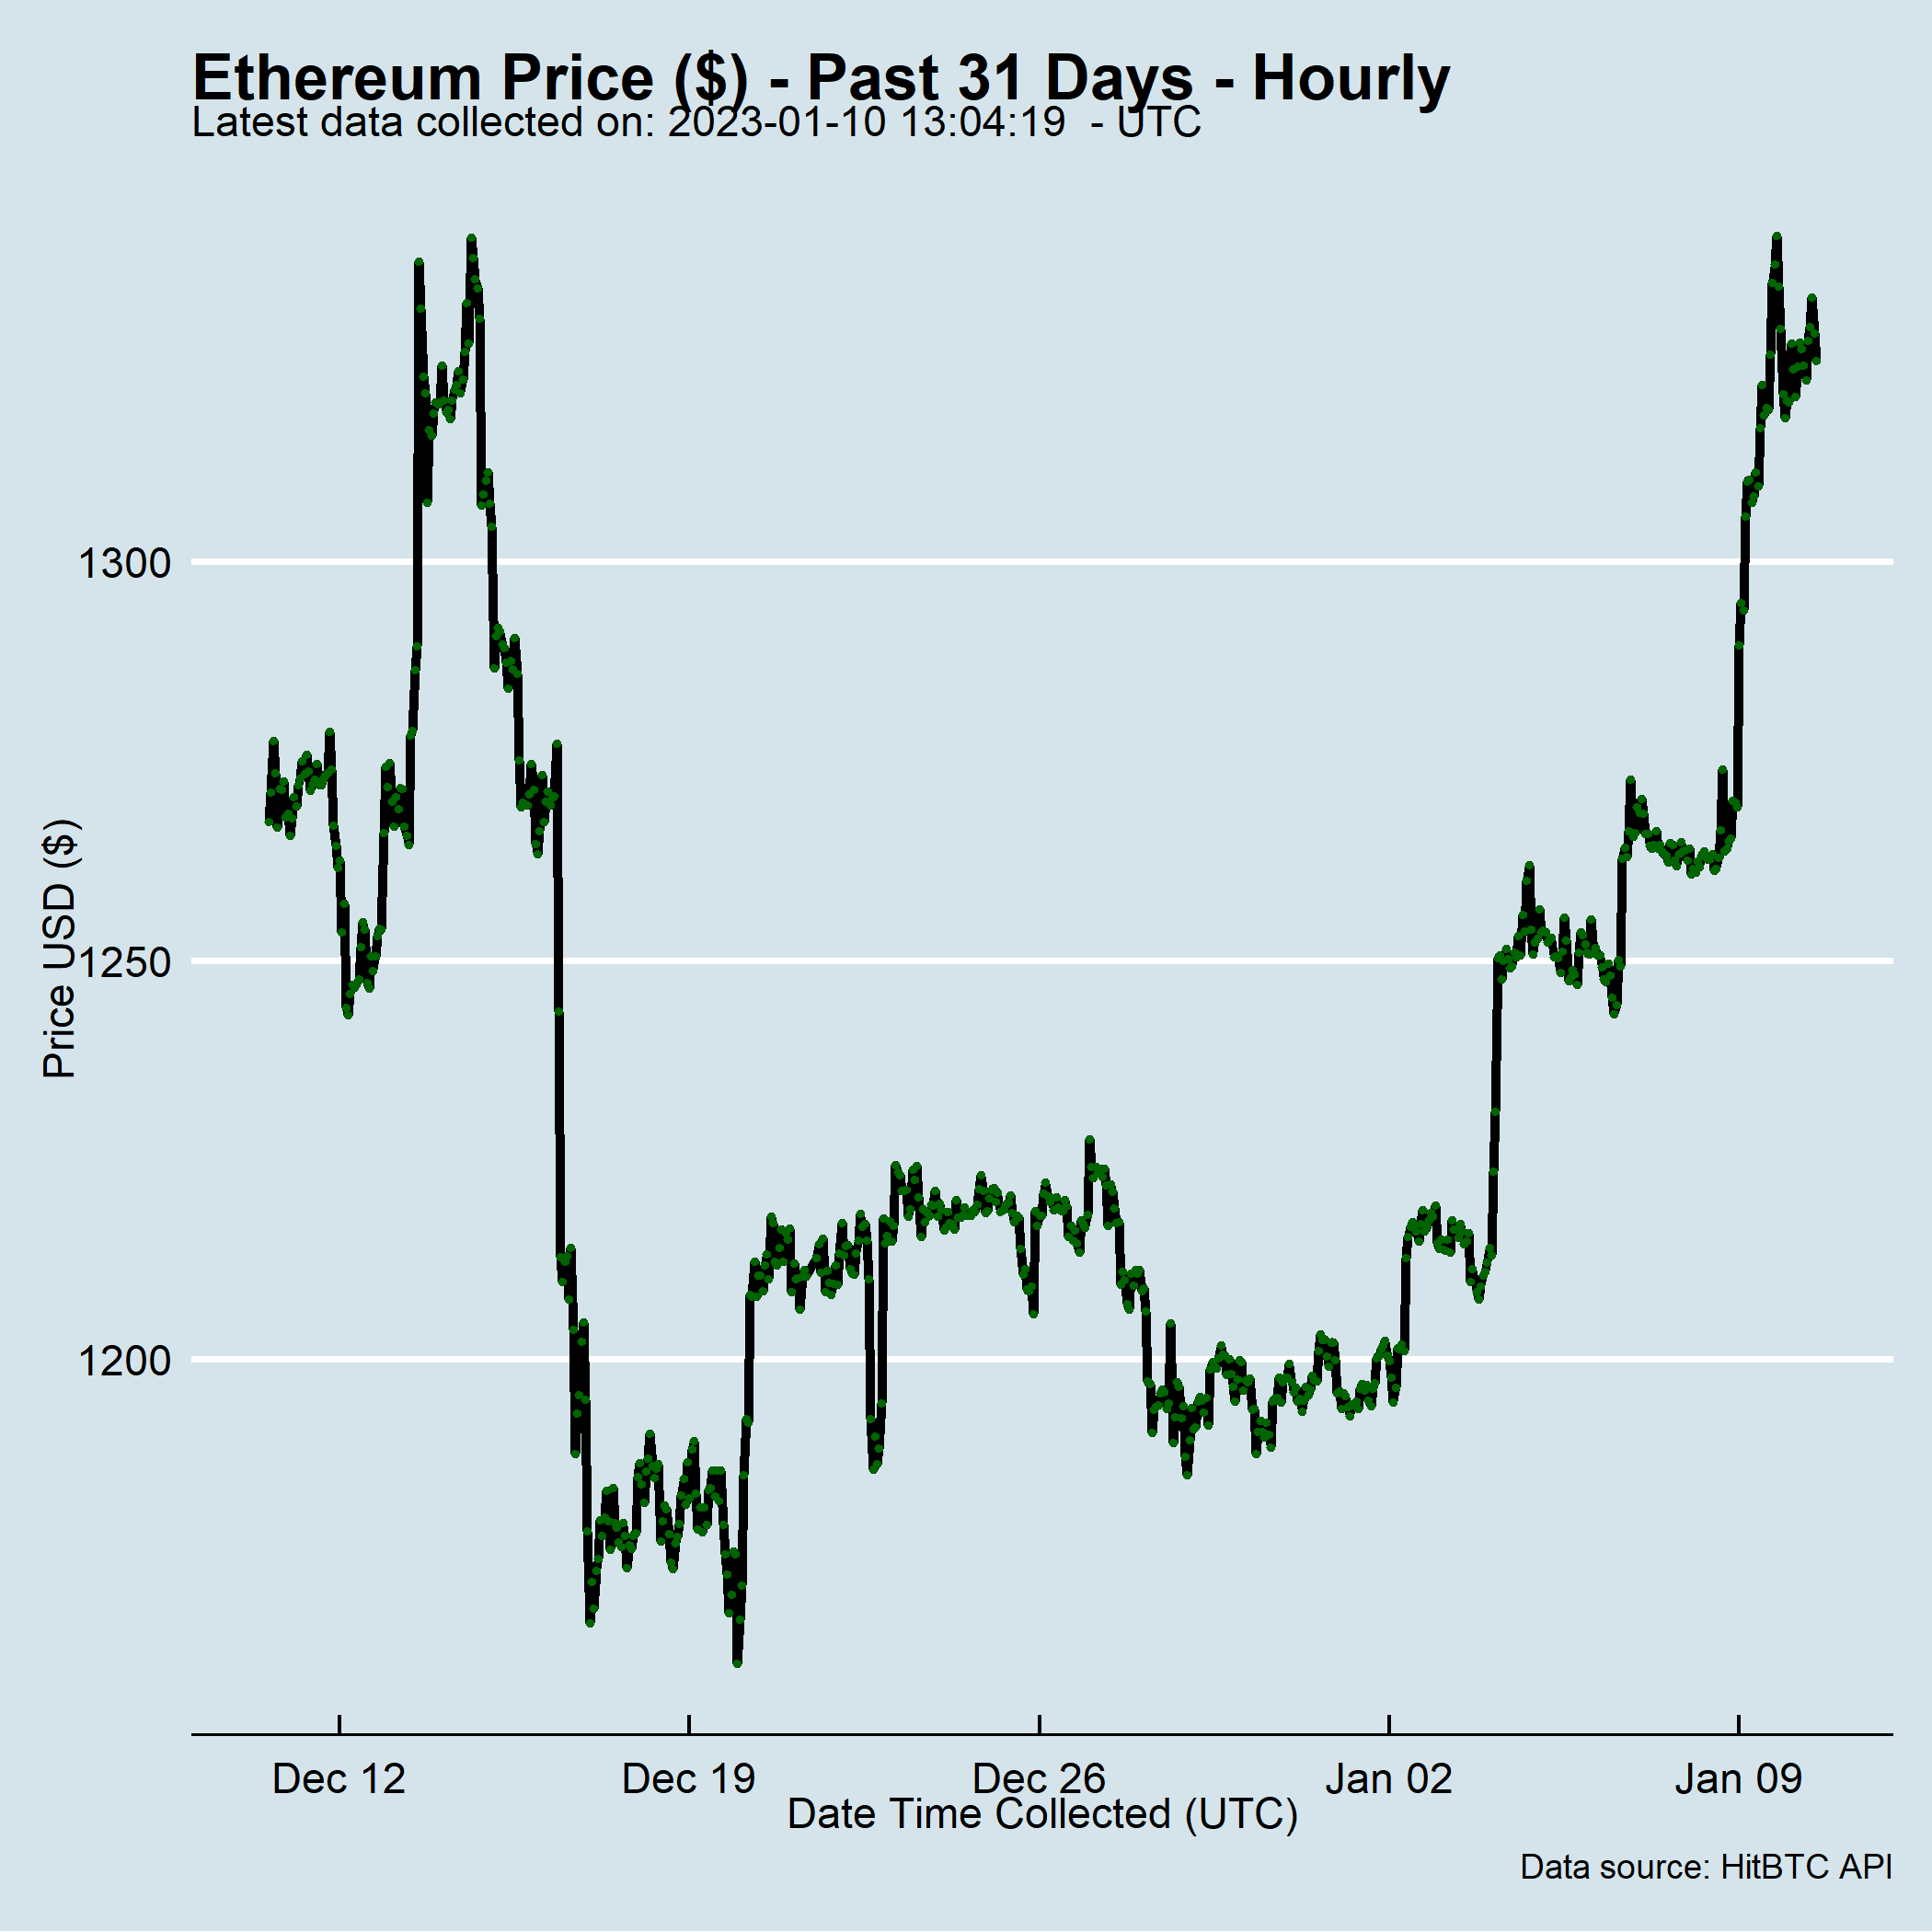 Ethereum Price ($) - Past 31 Days - Hourly
Latest data collected on: 2023-01-10 13:04:19  - UTC
Price USD ($)
1300
1250
1200
Dec 12
Dec 19
Dec 26
Jan 02
Jan 09
Date Time Collected (UTC)
Data source: HitBTC API